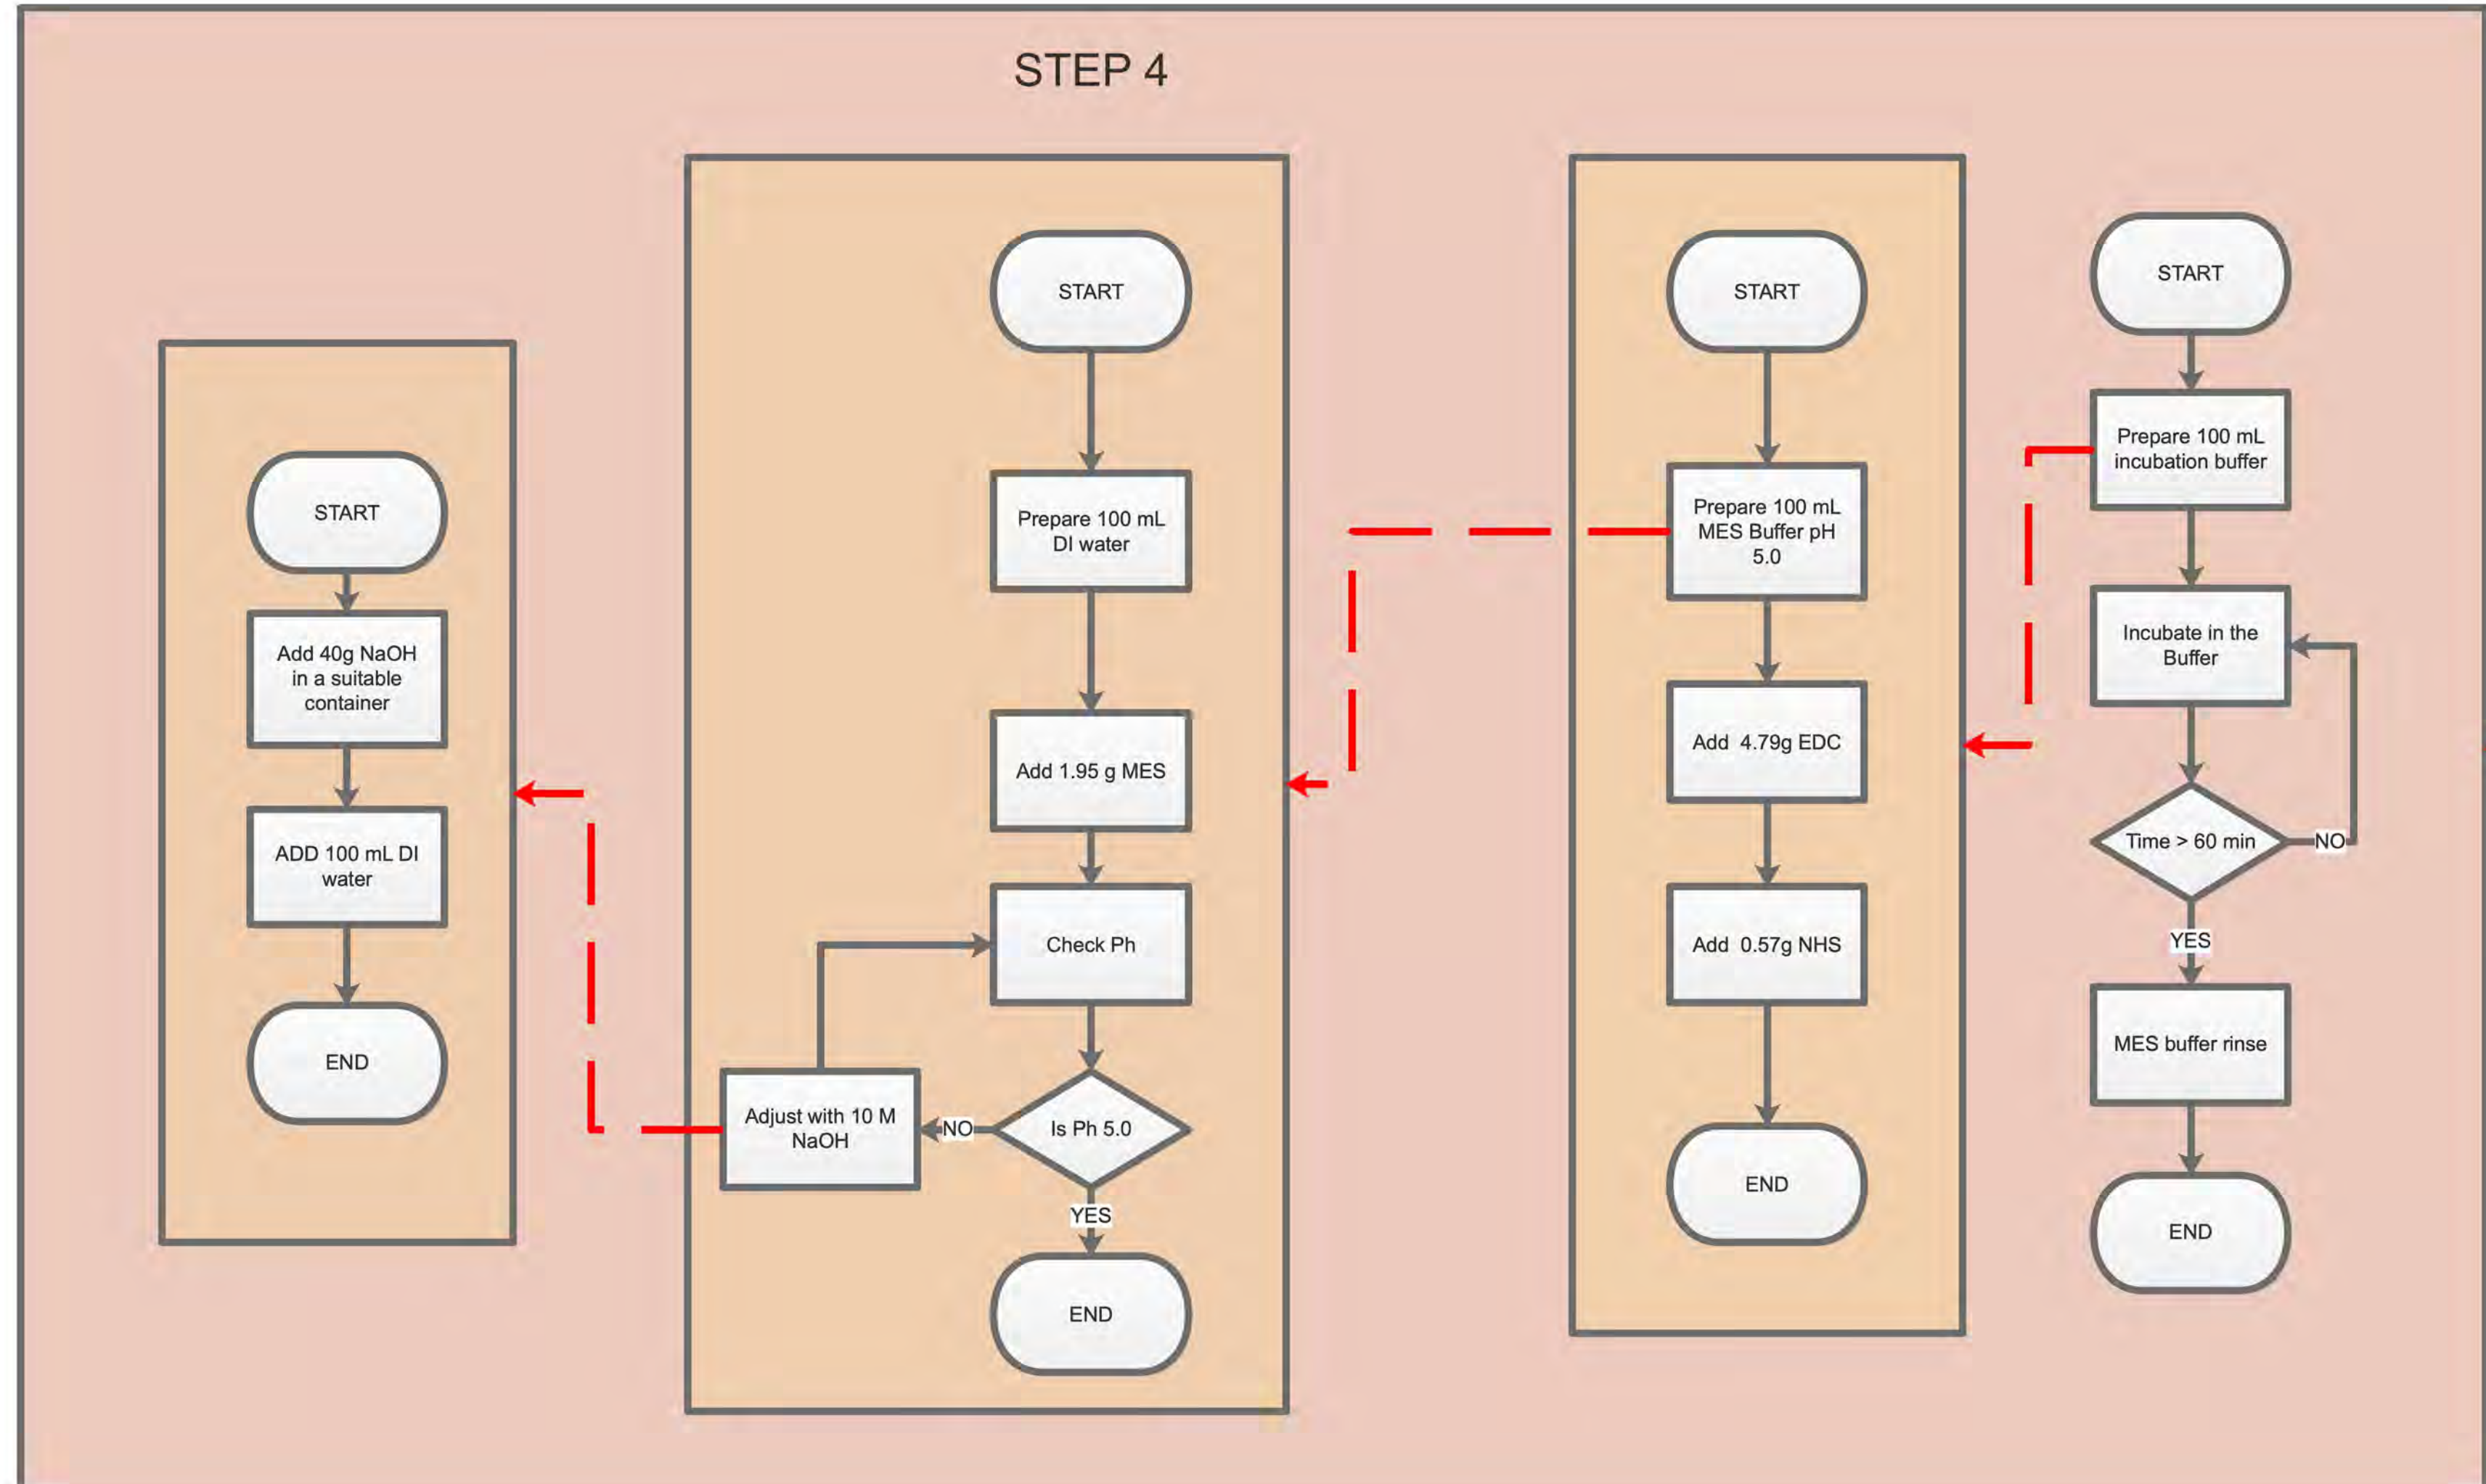 STEP 4
START
Add 40g NaOH
in a suitable
container
ADD 100 mL DI
water
END
START
Prepare 100 mL
DI water
Add 1.95 g MES
Check Ph
Is Ph 5.0
NO
Adjust with 10 M
NaOH
YES
END
START
Prepare 100 mL
MES Buffer pH
5.0
Add  4.79g EDC
Add  0.57g NHS
END
START
Prepare 100 mL
incubation buffer
Incubate in the
Buffer
Time > 60 min
NO
YES
MES buffer rinse
END